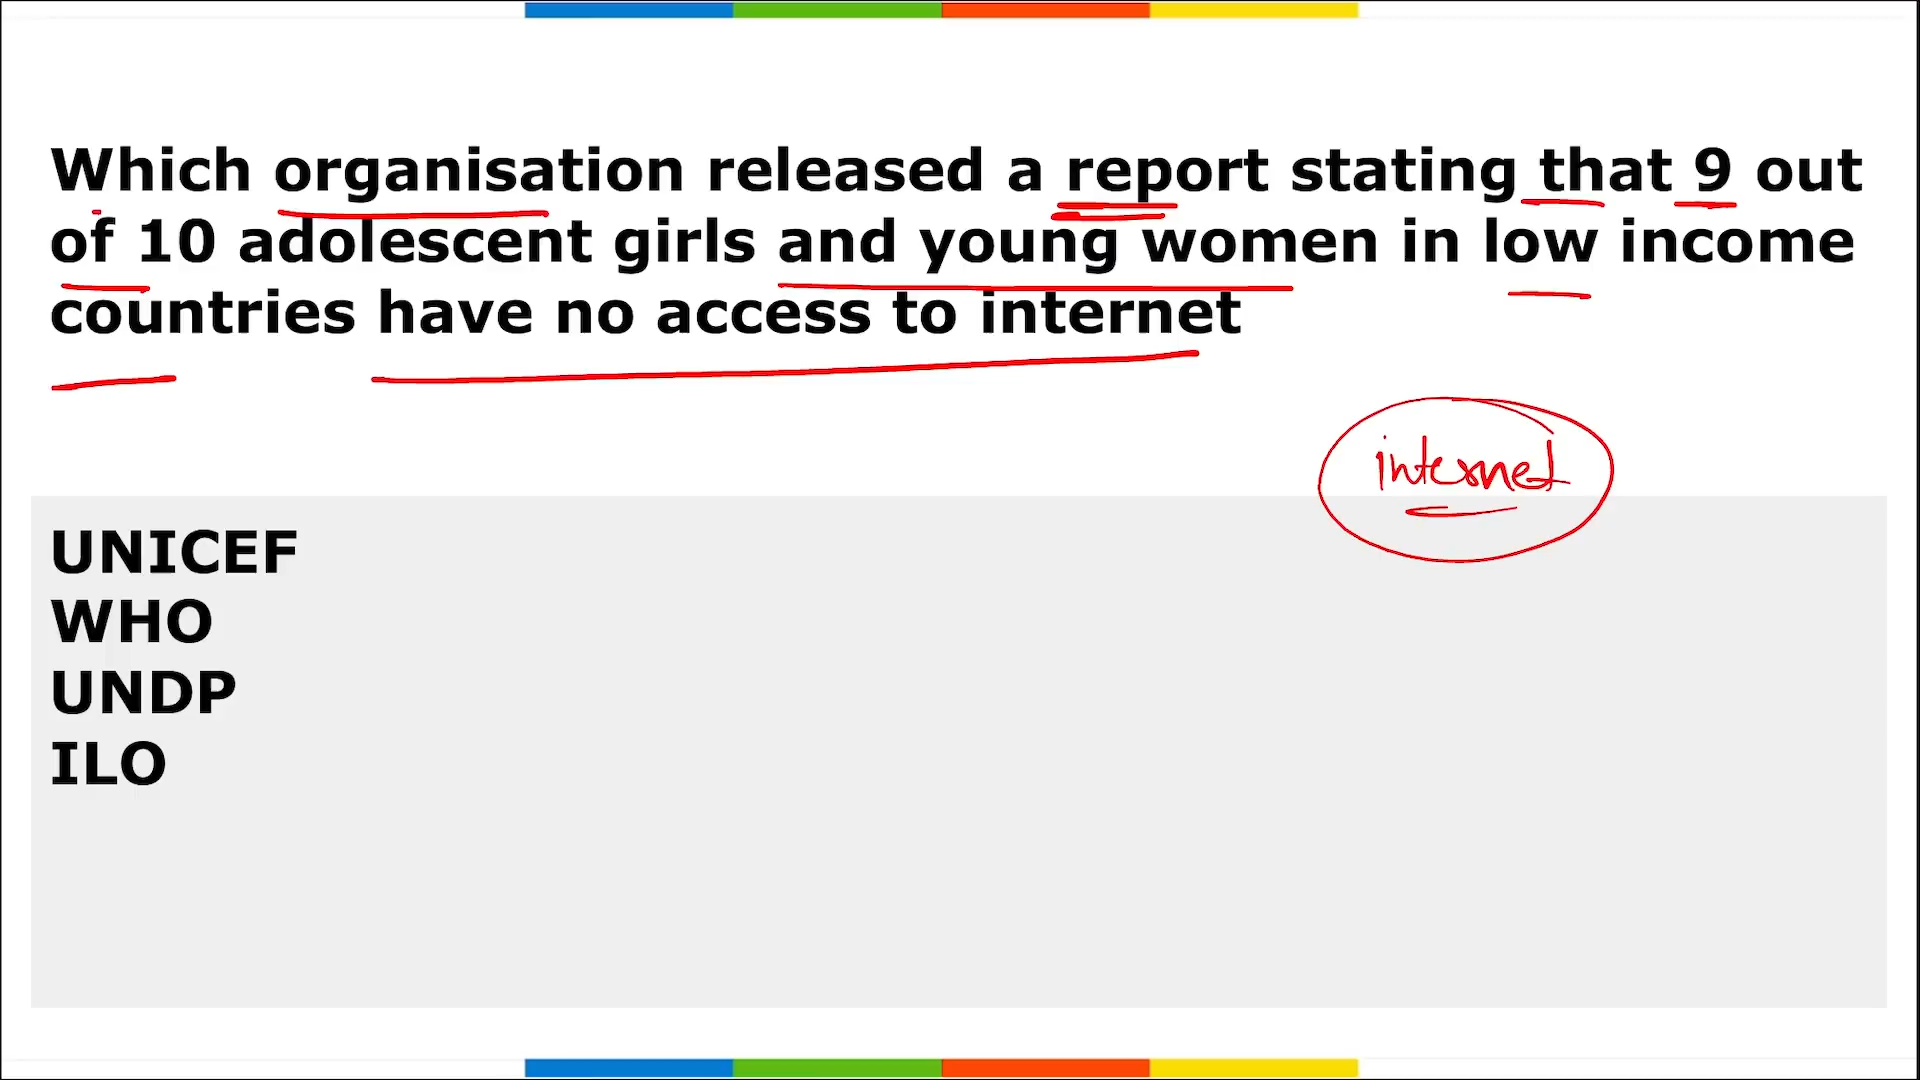 Which organisation released a report stating that 9 out
of 10 adolescent girls and young women in low income
countries have no access to internet
internet
UNICEF
WHO
UNDP
ILO